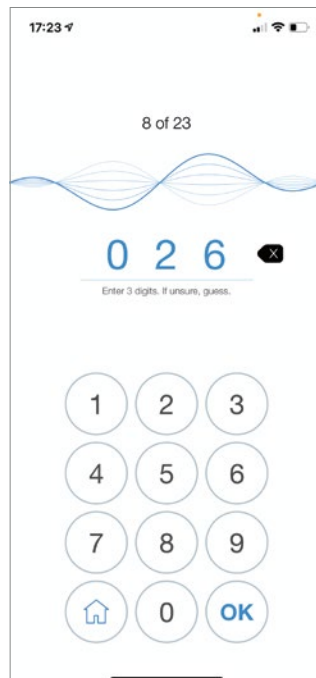 17:23
8 of 23
0 2 6 X
Enter 3 digits. If unsure, guess.
1 2 3
4 5 6
7 8 9
0 OK